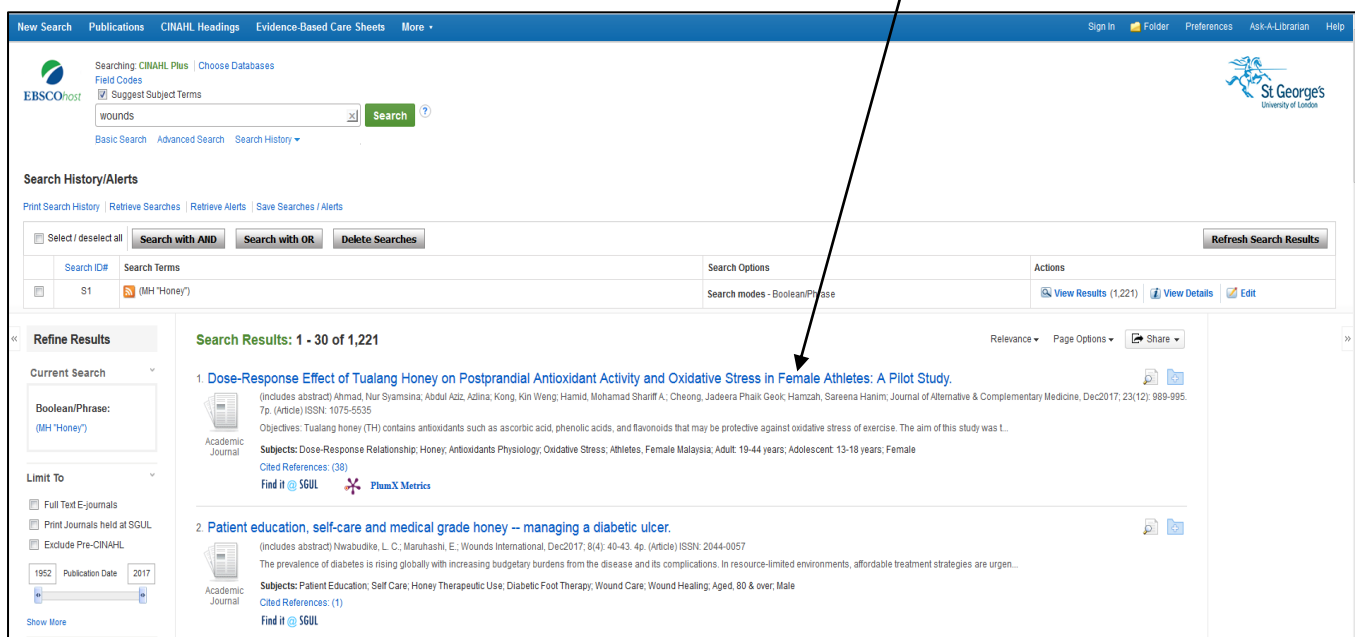 New Search Publications CINAHL Headings Evidence-Based Care Sheets More Sign In Folder Preferences Ask-A-Librarian Help
Searching: CINAHL Plus | Choose Databases
Field Codes
Suggest Subject Terms
EBSCOhost
wounds x Search ?
Basic Search Advanced Search Search History
St George's
University of London
Search History/Alerts
Print Search History | Retrieve Searches | Retrieve Alerts | Save Searches / Alerts
Select / deselect all Search with AND Search with OR Delete Searches Refresh Search Results
Search ID# Search Terms Search Options Actions
S1 (MH "Honey") Search modes - Boolean/Phrase View Results (1,221) View Details Edit
« Refine Results Search Results: 1 - 30 of 1,221 Relevance Page Options Share »
Current Search
Boolean/Phrase:
(MH "Honey")
Limit To
Full Text E-journals
Print Journals held at SGUL
Exclude Pre-CINAHL
1952 Publication Date 2017
Show More
1. Dose-Response Effect of Tualang Honey on Postprandial Antioxidant Activity and Oxidative Stress in Female Athletes: A Pilot Study.
(includes abstract) Ahmad, Nur Syamsina; Abdul Aziz, Azlina; Kong, Kin Weng; Hamid, Mohamad Shariff A.; Cheong, Jadeera Phaik Geok; Hamzah, Sareena Hanim; Journal of Alternative & Complementary Medicine, Dec2017; 23(12): 989-995.
7p. (Article) ISSN: 1075-5535
Objectives: Tualang honey (TH) contains antioxidants such as ascorbic acid, phenolic acids, and flavonoids that may be protective against oxidative stress of exercise. The aim of this study was t...
Academic
Journal
Subjects: Dose-Response Relationship; Honey; Antioxidants Physiology; Oxidative Stress; Athletes, Female Malaysia; Adult: 19-44 years; Adolescent: 13-18 years; Female
Cited References: (38)
Find it @ SGUL PlumX Metrics
2. Patient education, self-care and medical grade honey -- managing a diabetic ulcer.
(includes abstract) Nwabudike, L. C.; Maruhashi, E.; Wounds International, Dec2017; 8(4): 40-43. 4p. (Article) ISSN: 2044-0057
The prevalence of diabetes is rising globally with increasing budgetary burdens from the disease and its complications. In resource-limited environments, affordable treatment strategies are urgen...
Academic
Journal
Subjects: Patient Education; Self Care; Honey Therapeutic Use; Diabetic Foot Therapy; Wound Care; Wound Healing; Aged, 80 & over; Male
Cited References: (1)
Find it @ SGUL